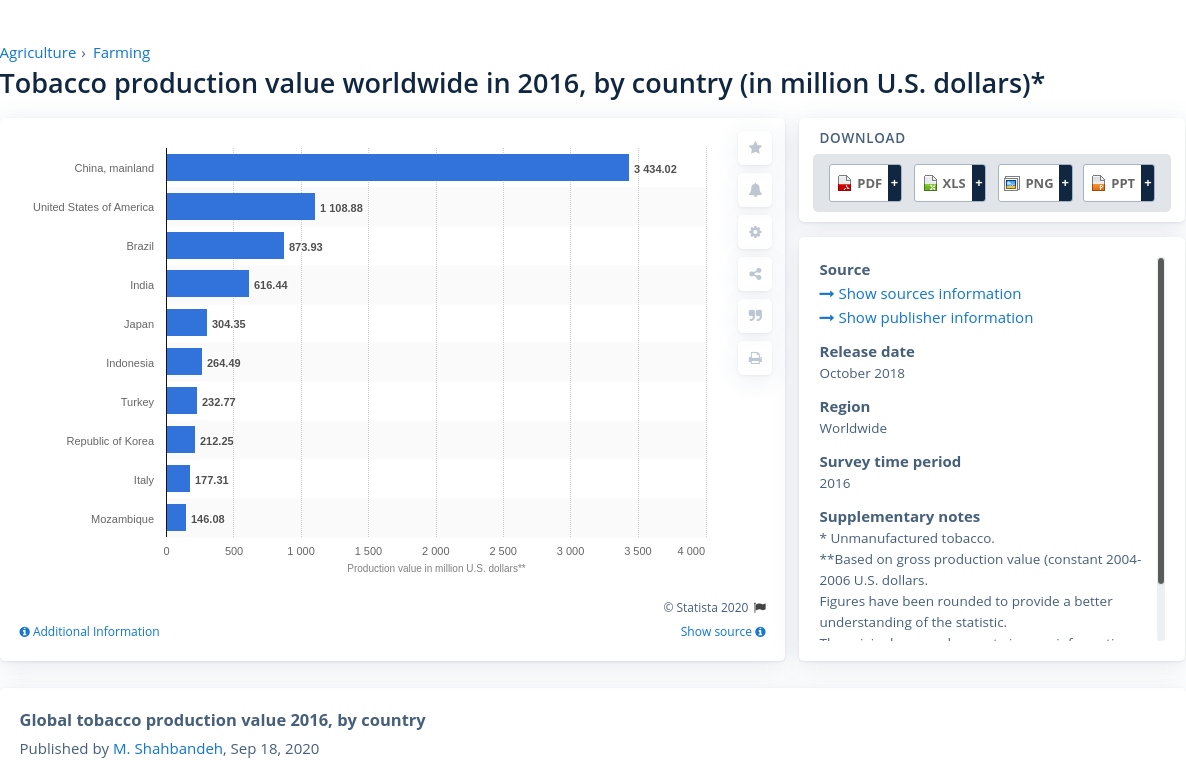 Agriculture › Farming
Tobacco production value worldwide in 2016, by country (in million U.S. dollars)*
China, mainland 3 434.02
United States of America 1 108.88
Brazil 873.93
India 616.44
Japan 304.35
Indonesia 264.49
Turkey 232.77
Republic of Korea 212.25
Italy 177.31
Mozambique 146.08
0 500 1 000 1 500 2 000 2 500 3 000 3 500 4 000
Production value in million U.S. dollars**
© Statista 2020
Additional Information Show source
DOWNLOAD
PDF + XLS + PNG + PPT +
Source
Show sources information
Show publisher information
Release date
October 2018
Region
Worldwide
Survey time period
2016
Supplementary notes
* Unmanufactured tobacco.
**Based on gross production value (constant 2004-
2006 U.S. dollars.
Figures have been rounded to provide a better
understanding of the statistic.
Global tobacco production value 2016, by country
Published by M. Shahbandeh, Sep 18, 2020